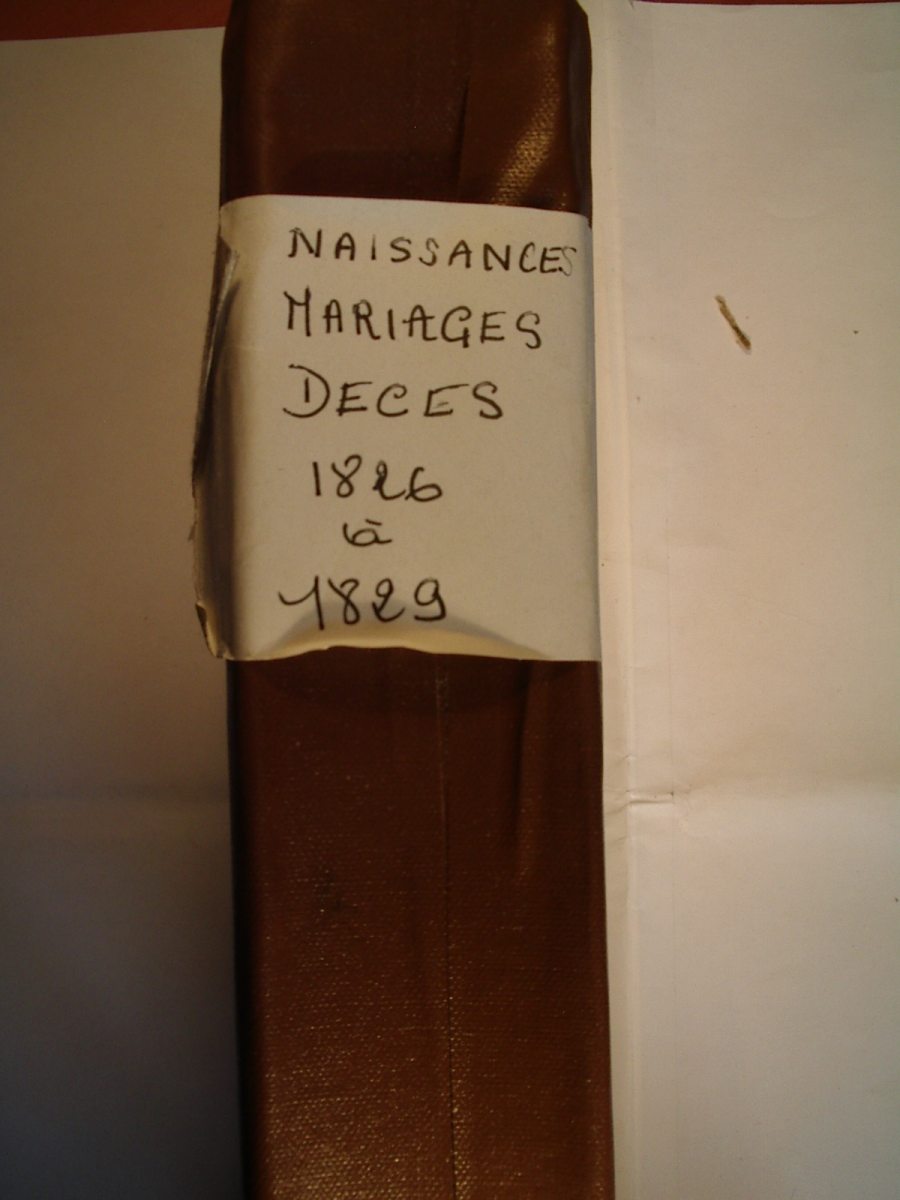 NAISSANCES
MARIAGES
DECES
1826
à
1829